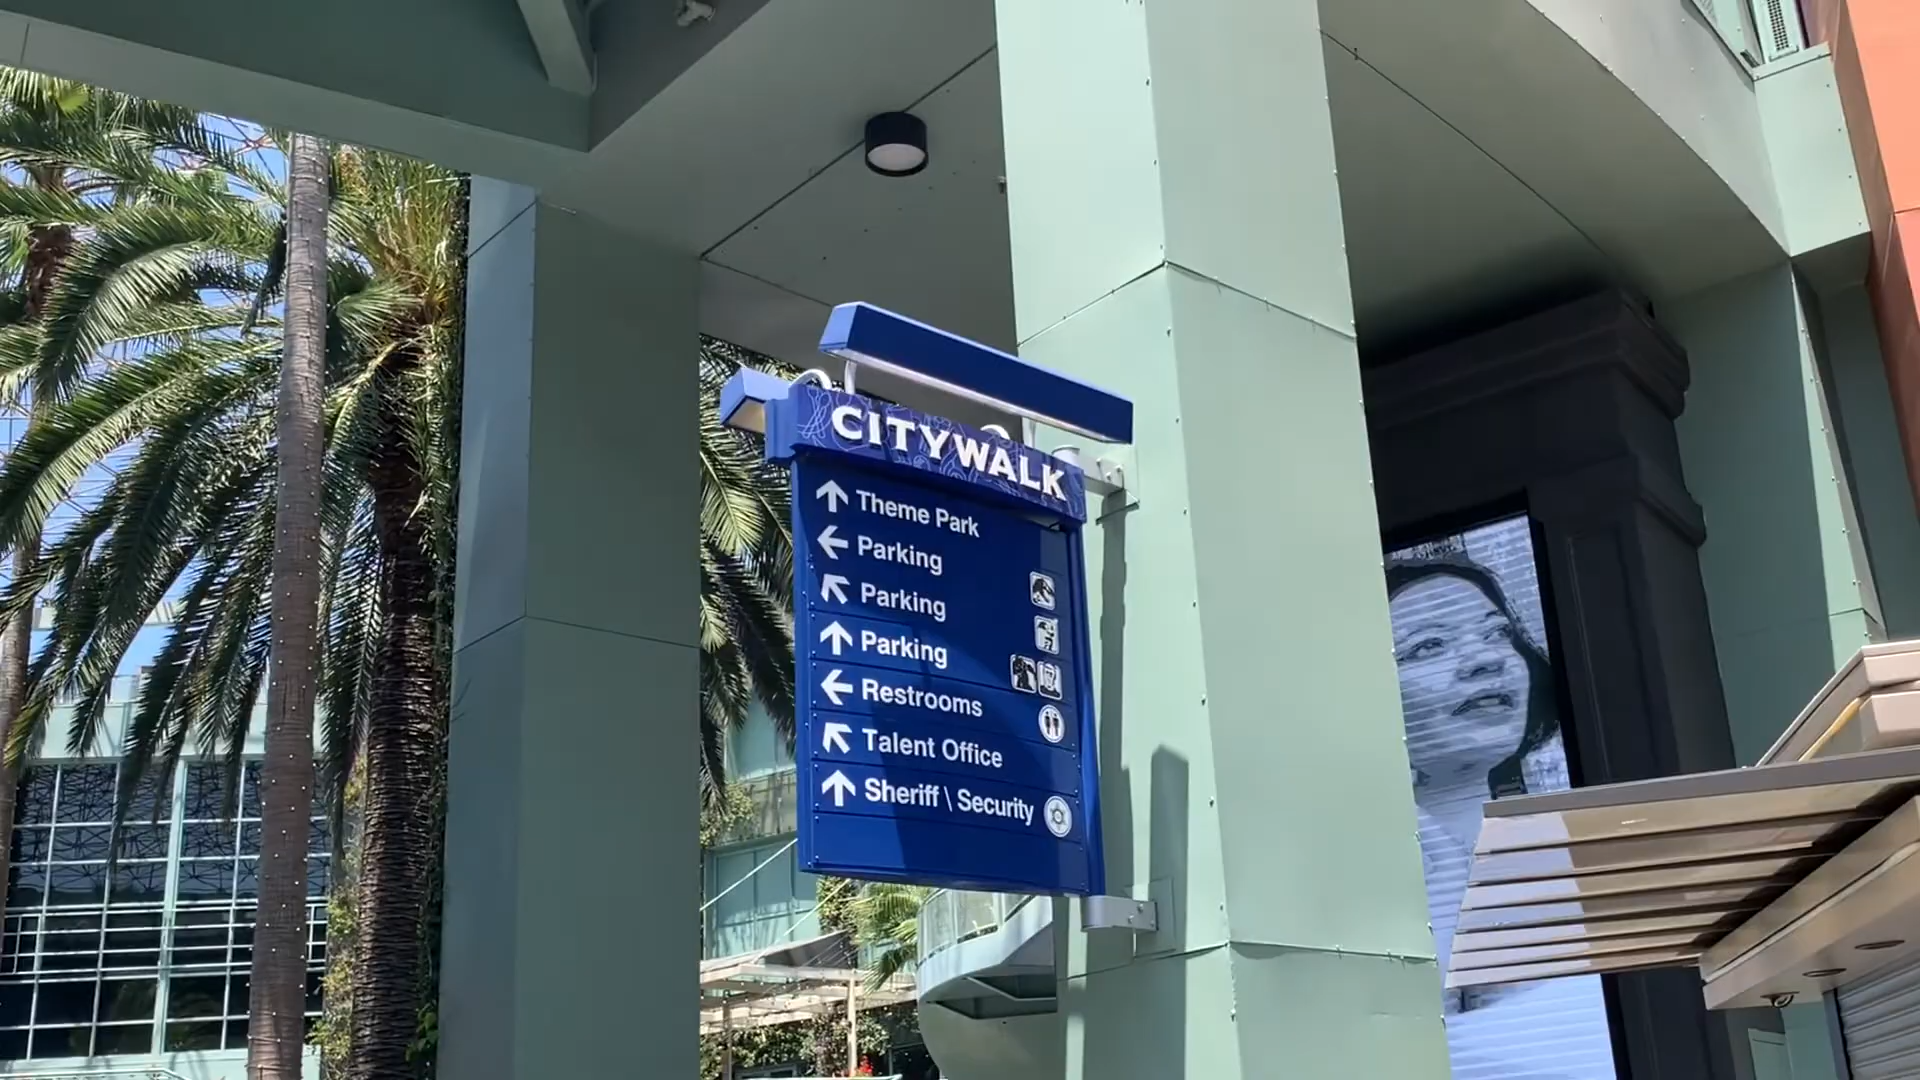 CITYWALK
Theme Park
Parking
Parking
Parking
Restrooms
Talent Office
Sheriff \ Security